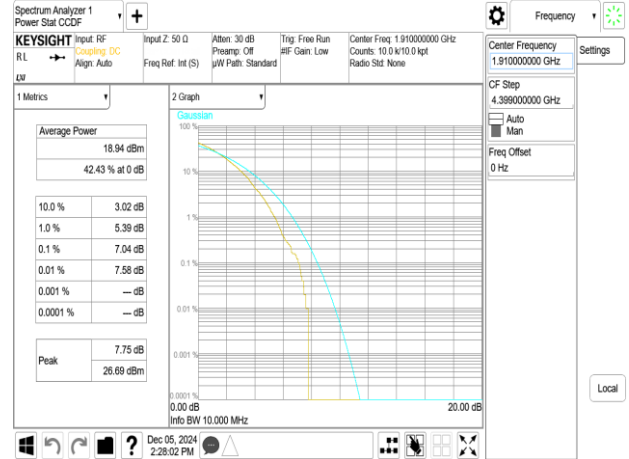 Spectrum Analyzer 1
Power Stat CCDF
Frequency
KEYSIGHT
RL
Input: RF
Coupling: DC
Align: Auto
Input Z: 50 Ω
Freq Ref: Int (S)
Atten: 30 dB
Preamp: Off
µW Path: Standard
Trig: Free Run
#IF Gain: Low
Center Freq: 1.910000000 GHz
Counts: 10.0 k/10.0 kpt
Radio Std: None
Center Frequency
1.910000000 GHz
Settings
CF Step
4.399000000 GHz
Auto
Man
Freq Offset
0 Hz
1 Metrics
2 Graph
Gaussian
Average Power
18.94 dBm
42.43 % at 0 dB
10.0 % 3.02 dB
1.0 % 5.39 dB
0.1 % 7.04 dB
0.01 % 7.58 dB
0.001 % --- dB
0.0001 % --- dB
Peak
7.75 dB
26.69 dBm
100 %
10 %
1 %
0.1 %
0.01 %
0.001 %
0.0001 %
0.00 dB
20.00 dB
Info BW 10.000 MHz
Local
?
Dec 05, 2024
2:28:02 PM